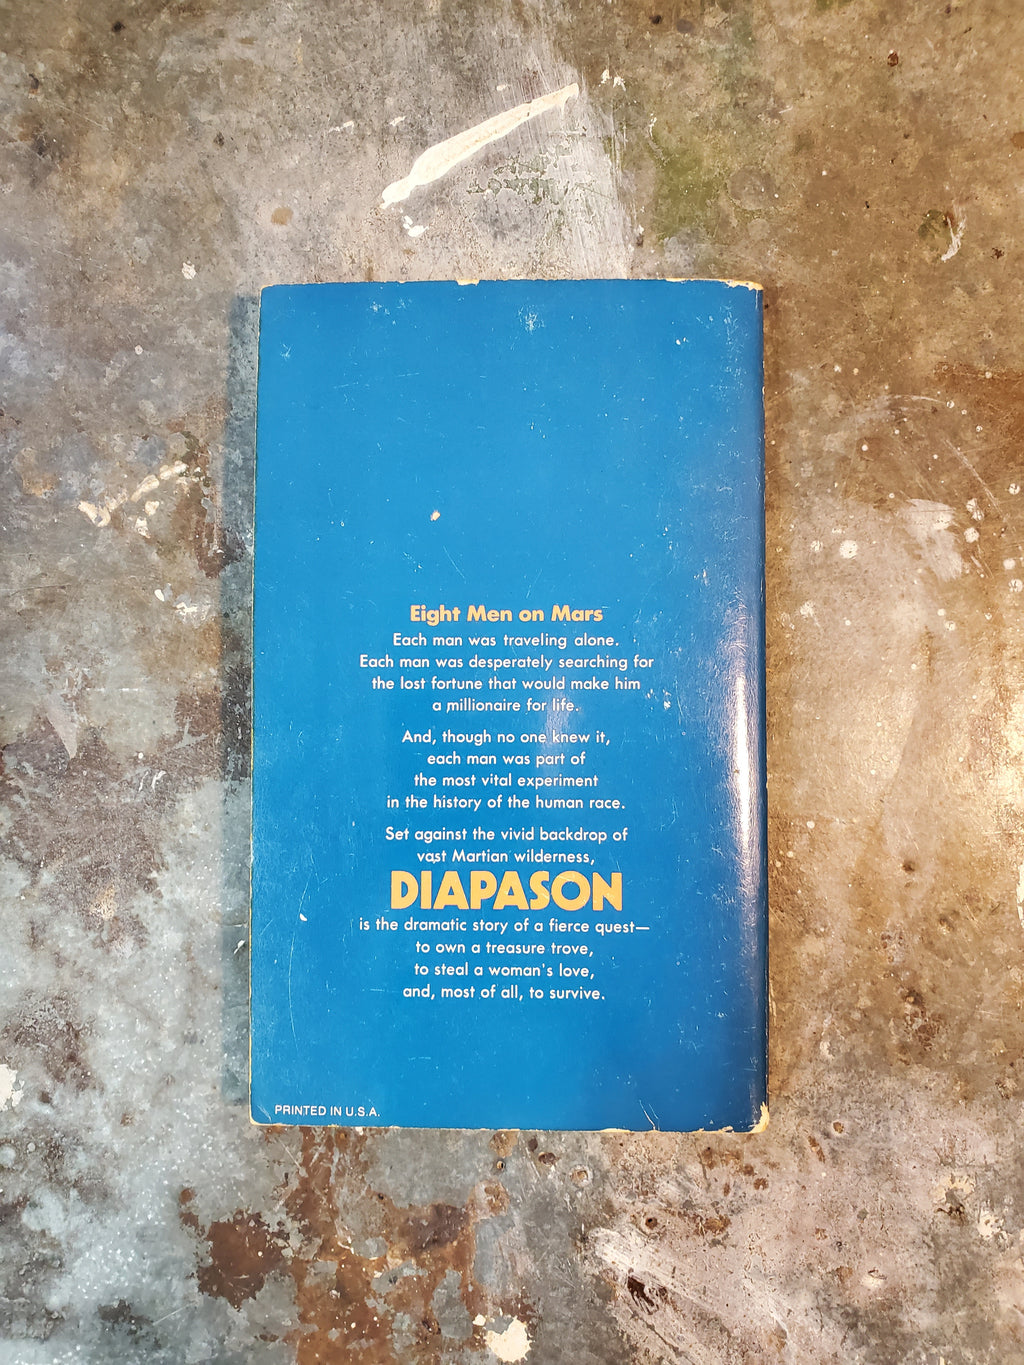 Eight Men on Mars
Each man was traveling alone.
Each man was desperately searching for
the lost fortune that would make him
a millionaire for life.
And, though no one knew it,
each man was part of
the most vital experiment
in the history of the human race.
Set against the vivid backdrop of
vast Martian wilderness,
DIAPASON
is the dramatic story of a fierce quest—
to own a treasure trove,
to steal a woman's love,
and, most of all, to survive.
PRINTED IN U.S.A.